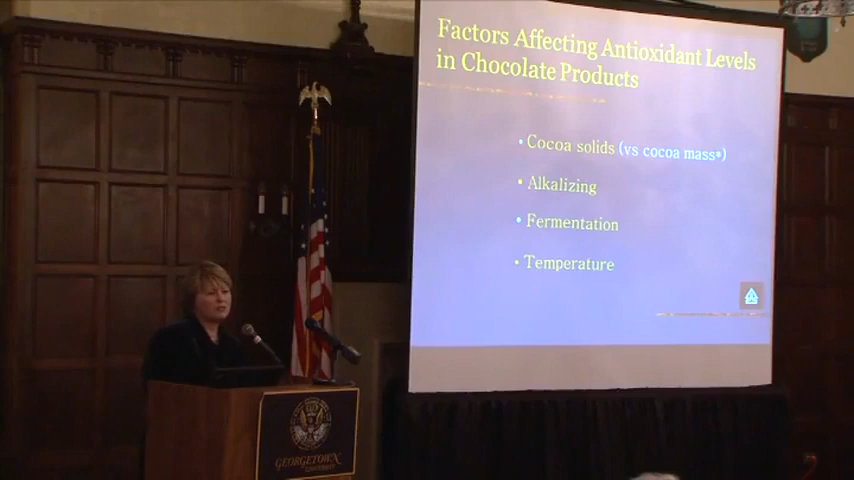 Factors Affecting Antioxidant Levels
in Chocolate Products
• Cocoa solids (vs cocoa mass*)
• Alkalizing
• Fermentation
• Temperature
GEORGETOWN
UNIVERSITY